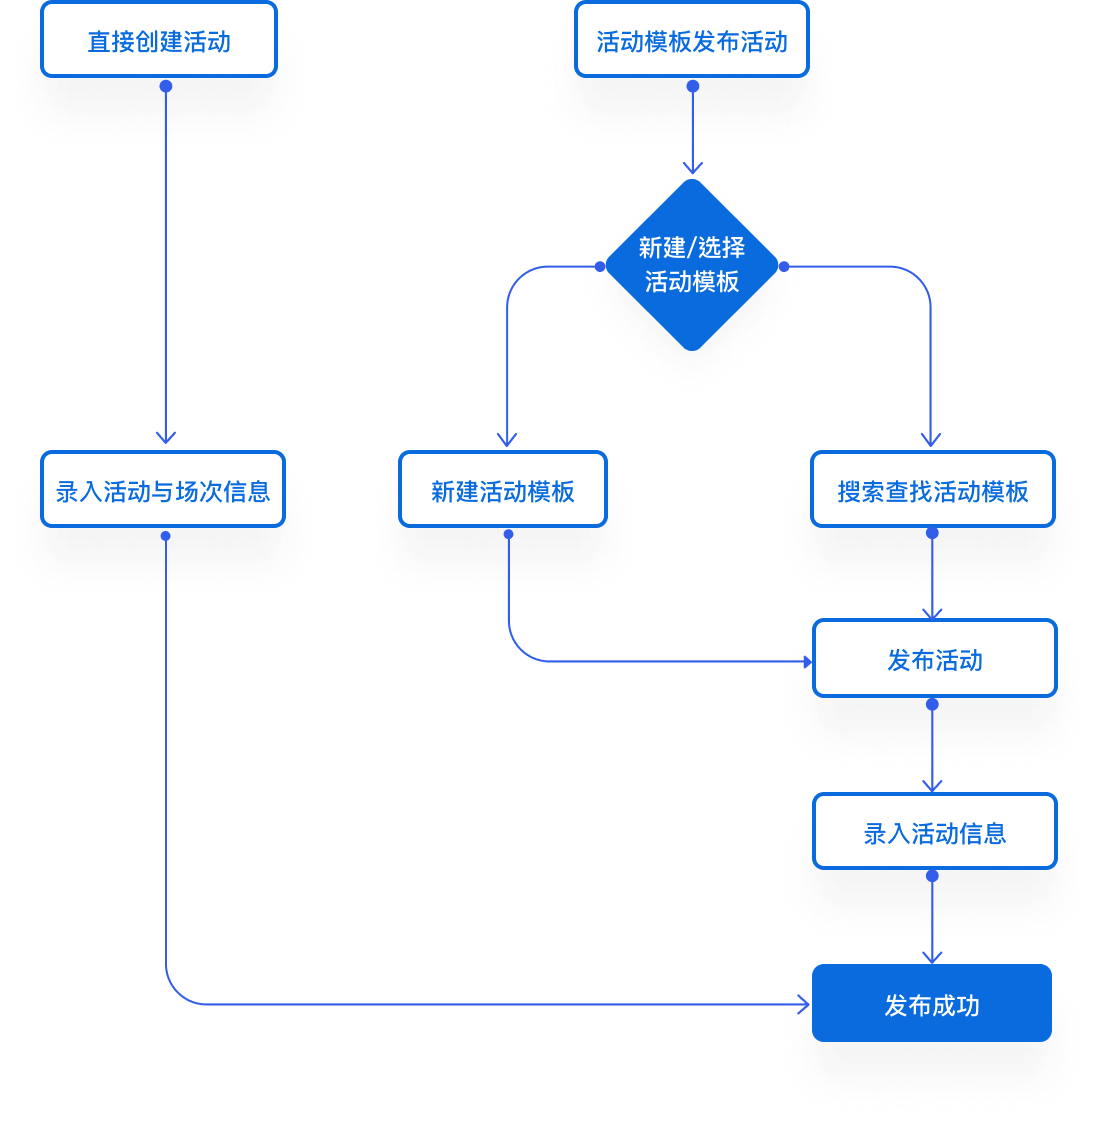 直接创建活动
活动模板发布活动
新建/选择
活动模板
录入活动与场次信息
新建活动模板
搜索查找活动模板
发布活动
录入活动信息
发布成功